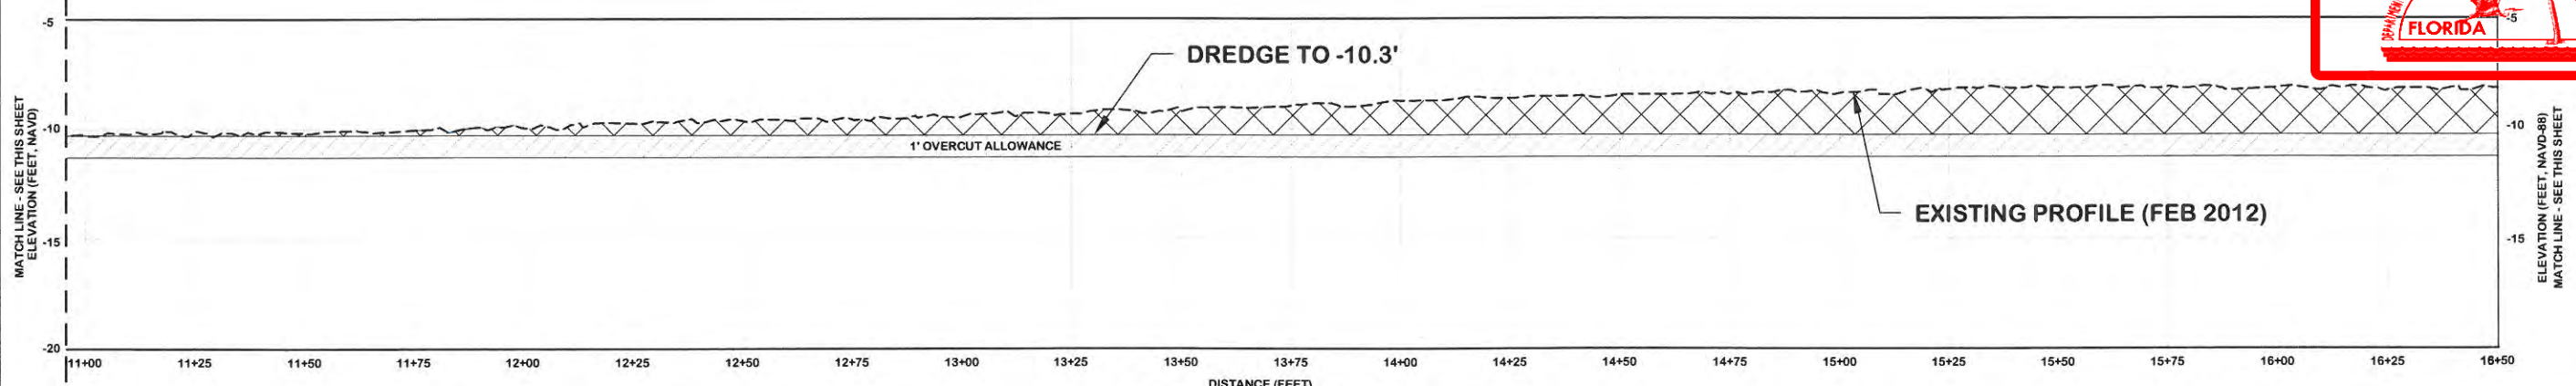 -5
DREDGE TO -10.3'
DEPARTMENT
FLORIDA
-5
MATCH LINE - SEE THIS SHEET
ELEVATION (FEET, NAVD)
-10
1' OVERCUT ALLOWANCE
-10
EXISTING PROFILE (FEB 2012)
ELEVATION (FEET, NAVD-88)
MATCH LINE - SEE THIS SHEET
-15
-15
-20
11+00 11+25 11+50 11+75 12+00 12+25 12+50 12+75 13+00 13+25 13+50 13+75 14+00 14+25 14+50 14+75 15+00 15+25 15+50 15+75 16+00 16+25 16+50
DISTANCE (FEET)